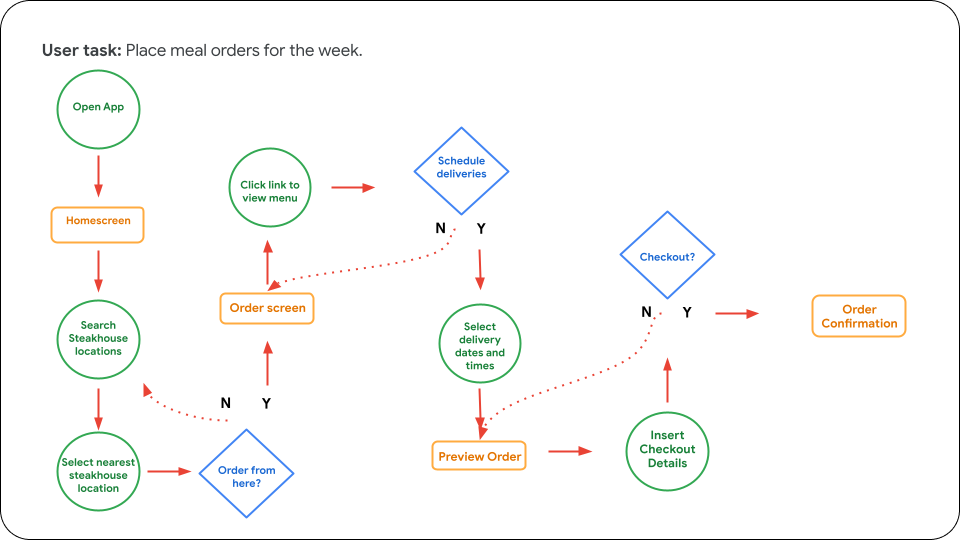 User task: Place meal orders for the week.
Open App
Homescreen
Search
Steakhouse
locations
Select nearest
steakhouse
location
Order from
here?
N Y
Order screen
Click link to
view menu
Schedule
deliveries
N Y
Select
delivery
dates and
times
Preview Order
Insert
Checkout
Details
Checkout?
N Y
Order
Confirmation